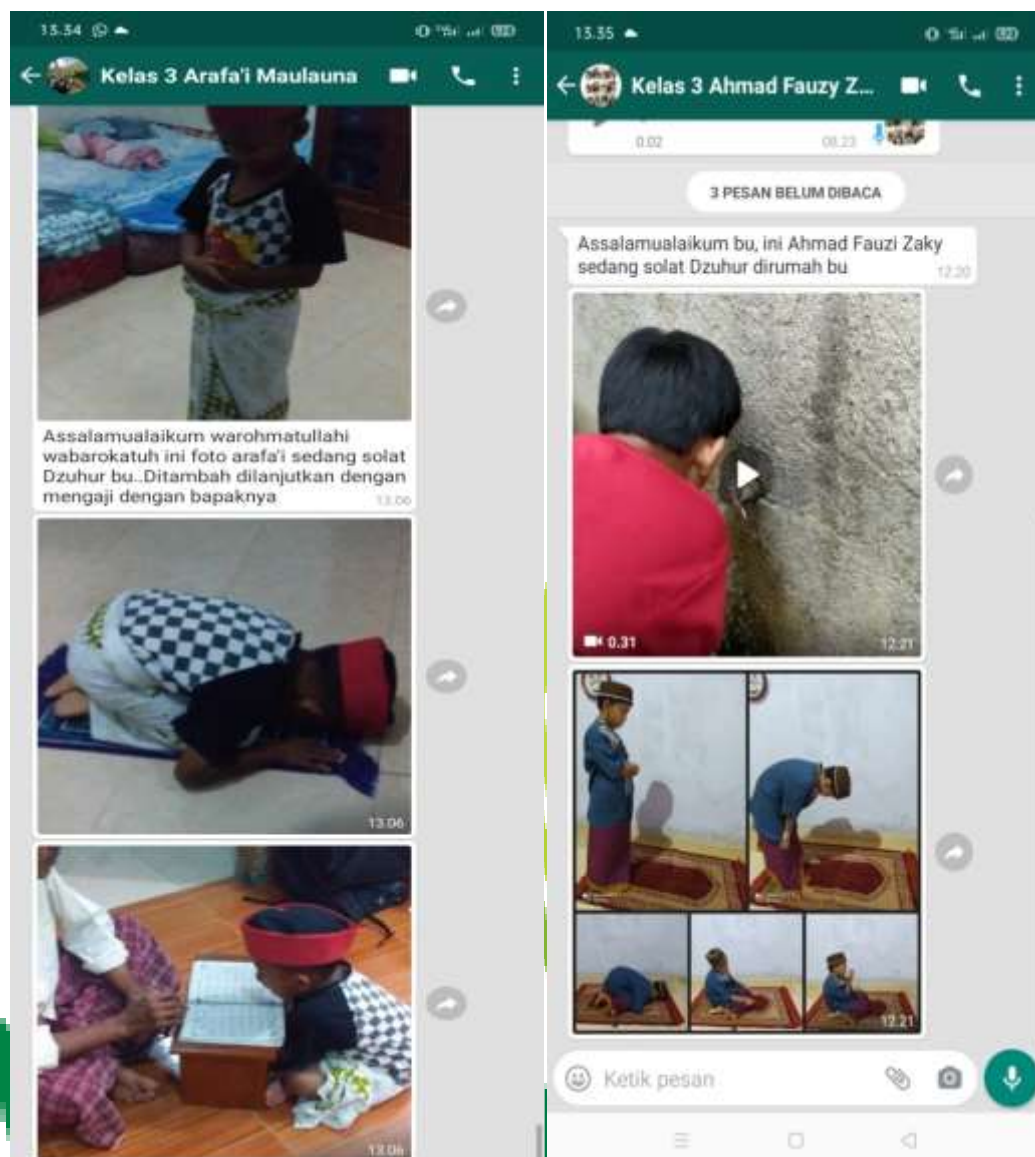 13.34
Kelas 3 Arafa'i Maulauna
Assalamualaikum warohmatullahi
wabarokatuh ini foto arafa'i sedang solat
Dzuhur bu..Ditambah dilanjutkan dengan
mengaji dengan bapaknya
13.06
13.06
13.06
13.35
Kelas 3 Ahmad Fauzy Z...
0.02 08.23
3 PESAN BELUM DIBACA
Assalamualaikum bu, ini Ahmad Fauzi Zaky
sedang solat Dzuhur dirumah bu
12.20
0.31 12.21
12.21
Ketik pesan